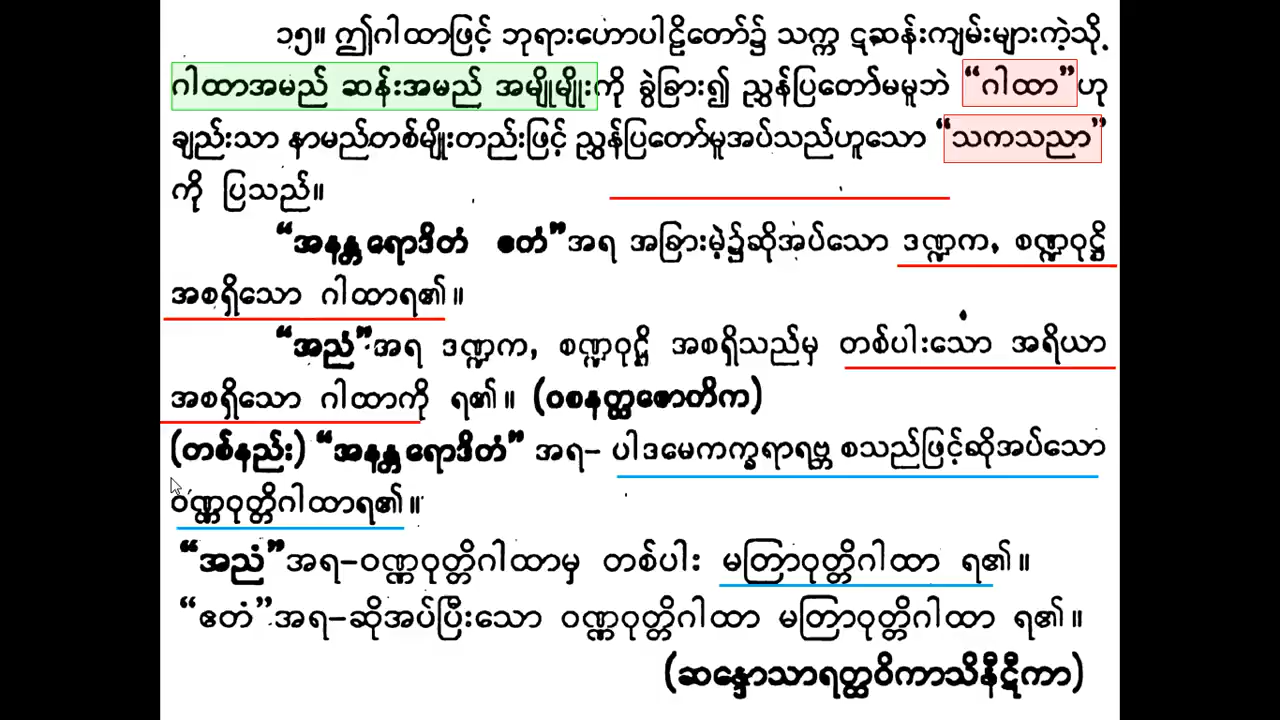 ၁၅။ ဤဂါထာဖြင့် ဘုရားဟောပါဠိတော်၌ သက္ကဋဆန်းကျမ်းများကဲ့သို့
ဂါထာအမည် ဆန်းအမည် အမျိုးမျိုးကို ခွဲခြား၍ ညွှန်ပြတော်မမူဘဲ “ဂါထာ”ဟု
ချည်းသာ နာမည်တစ်မျိုးတည်းဖြင့် ညွှန်ပြတော်မူအပ်သည်ဟူသော “သကသညာ”
ကို ပြသည်။
“အနန္တရောဒိတံ ဧတံ”အရ အခြားမဲ့၌ဆိုအပ်သော ဒဏ္ဍက, စဏ္ဍဝုဋ္ဌိ
အစရှိသော ဂါထာရ၏။
“အညံ”အရ ဒဏ္ဍက, စဏ္ဍဝုဋ္ဌိ အစရှိသည်မှ တစ်ပါးသော အရိယာ
အစရှိသော ဂါထာကို ရ၏။ (ဝစနတ္ထဇောတိက)
(တစ်နည်း) “အနန္တရောဒိတံ” အရ– ပါဒမေကက္ခရာရဗ္ဘ စသည်ဖြင့်ဆိုအပ်သော
ဝဏ္ဏဝုတ္တိဂါထာရ၏။
“အညံ”အရ–ဝဏ္ဏဝုတ္တိဂါထာမှ တစ်ပါး မတြာဝုတ္တိဂါထာ ရ၏။
“ဧတံ”အရ–ဆိုအပ်ပြီးသော ဝဏ္ဏဝုတ္တိဂါထာ မတြာဝုတ္တိဂါထာ ရ၏။
(ဆန္ဒောသာရတ္ထဝိကာသိနီဋီကာ)